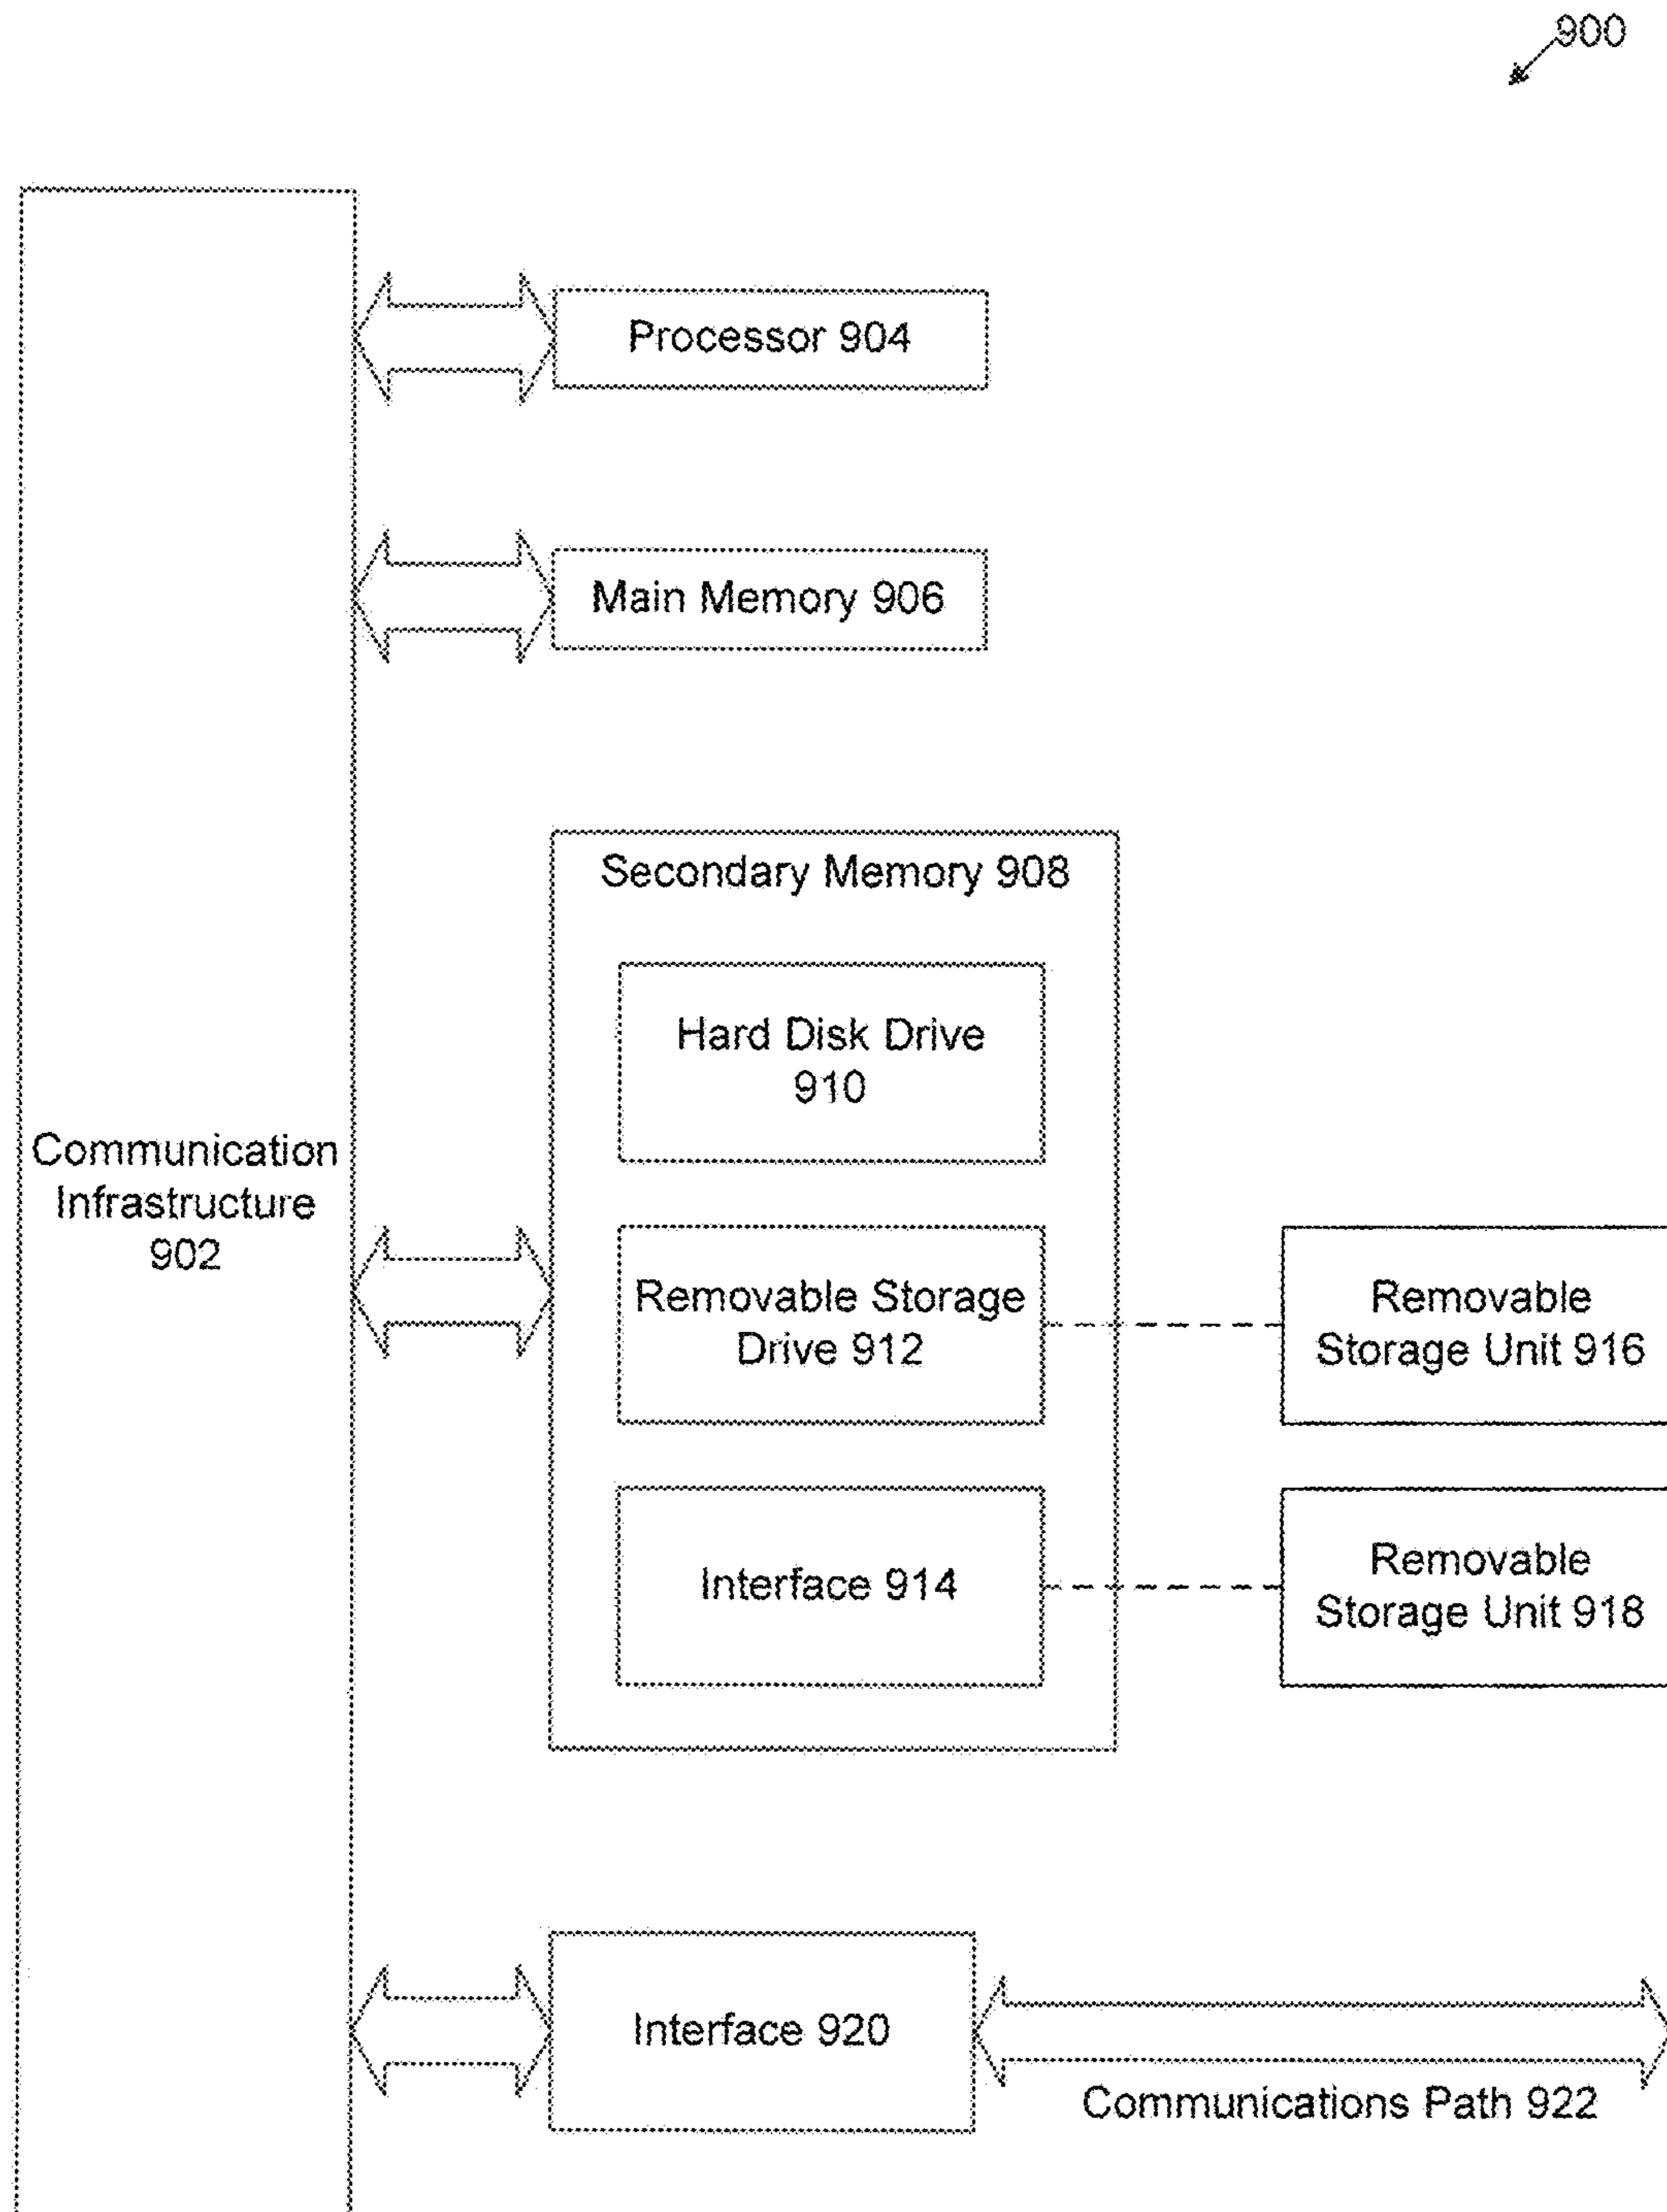 900
Processor 904
Main Memory 906
Secondary Memory 908
Hard Disk Drive
910
Communication
Infrastructure
902
Removable Storage
Drive 912
Removable
Storage Unit 916
Interface 914
Removable
Storage Unit 918
Interface 920
Communications Path 922